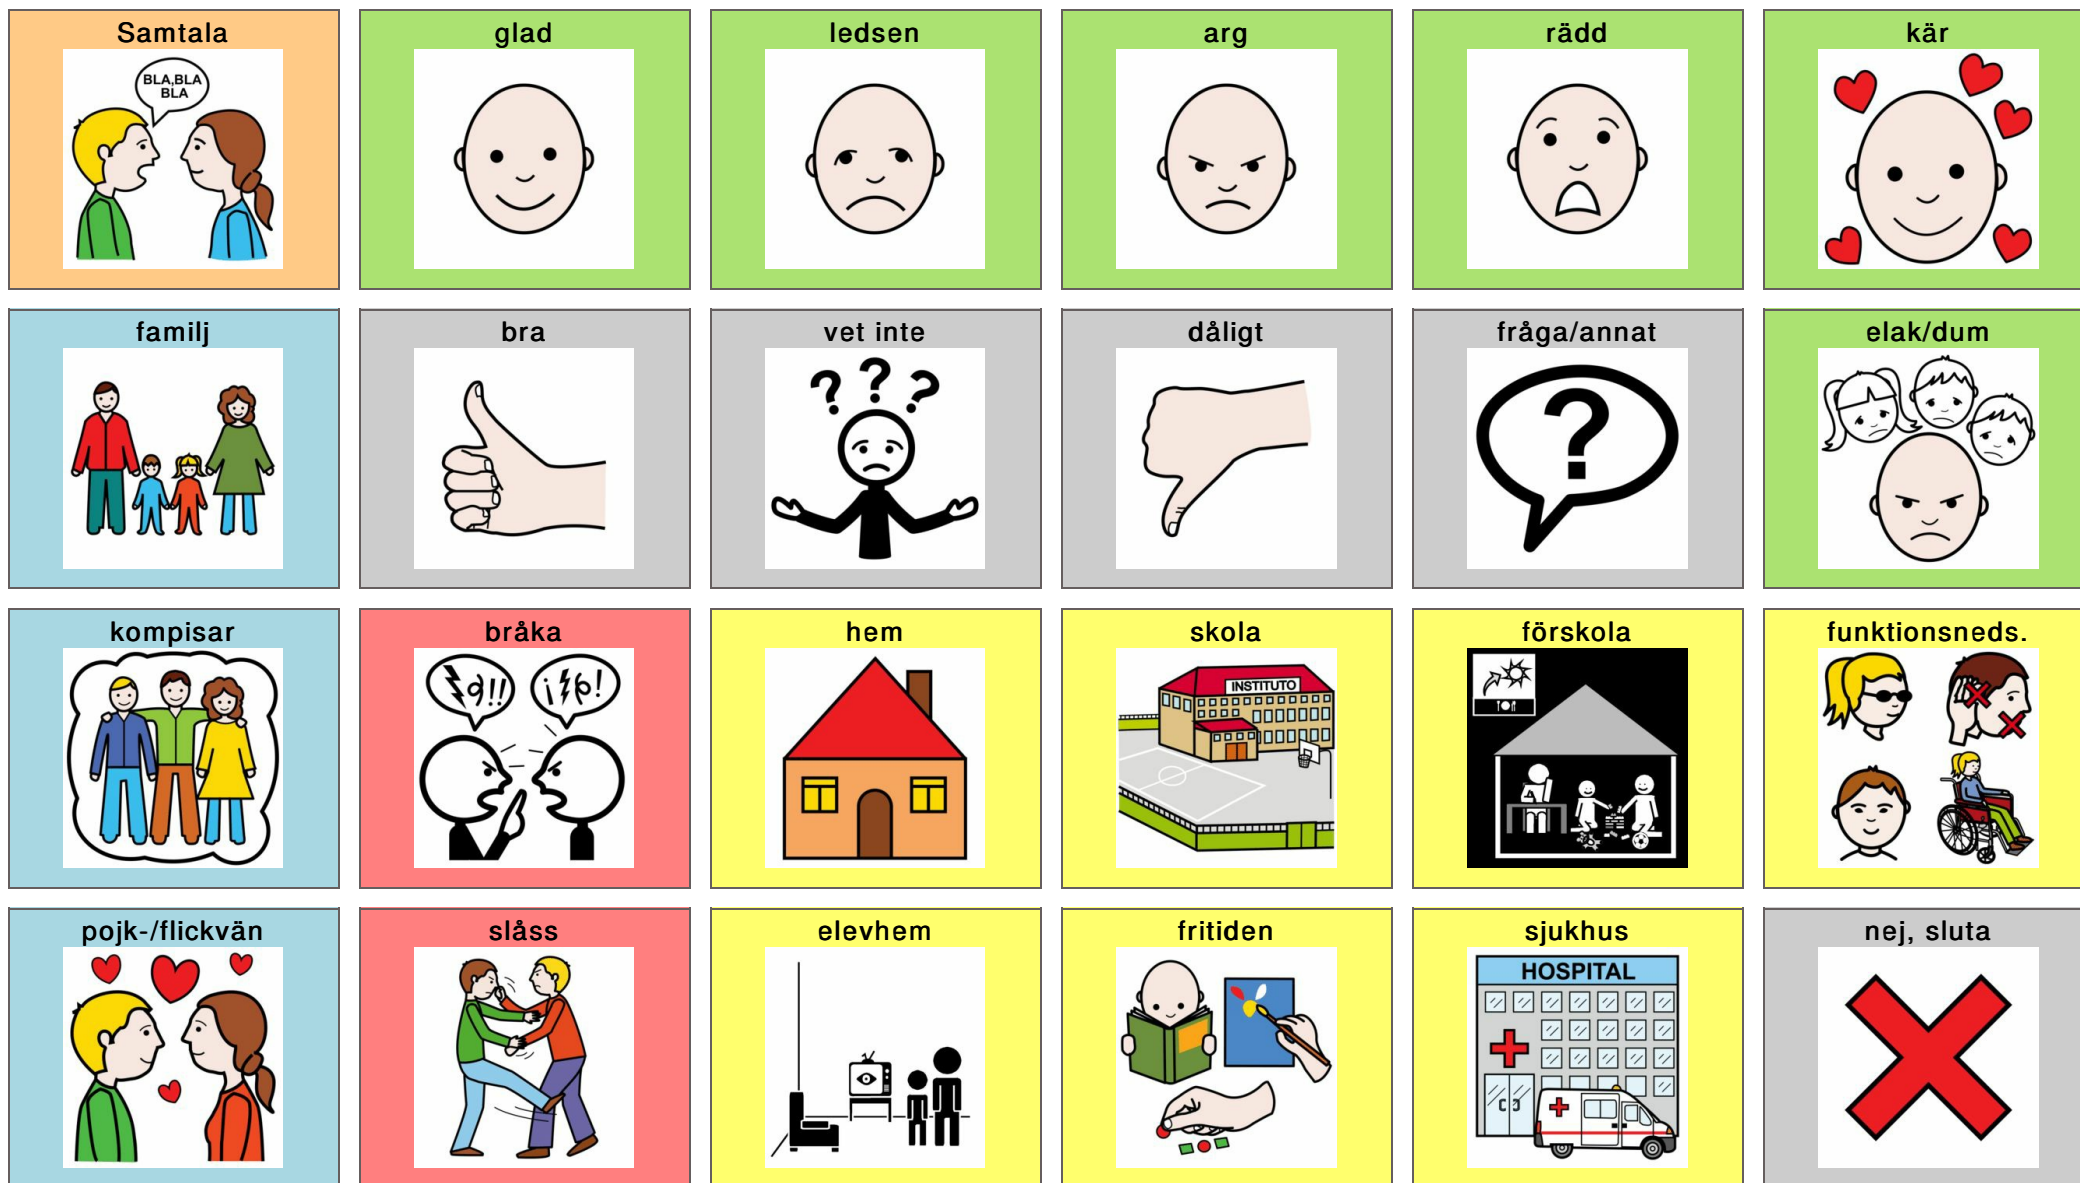 Samtala
BLA,BLA
BLA
glad
ledsen
arg
rädd
kär
familj
bra
vet inte
? ? ?
dåligt
fråga/annat
?
elak/dum
kompisar
bråka
hem
skola
INSTITUTO
förskola
funktionsneds.
pojk-/flickvän
slåss
elevhem
fritiden
sjukhus
HOSPITAL
nej, sluta